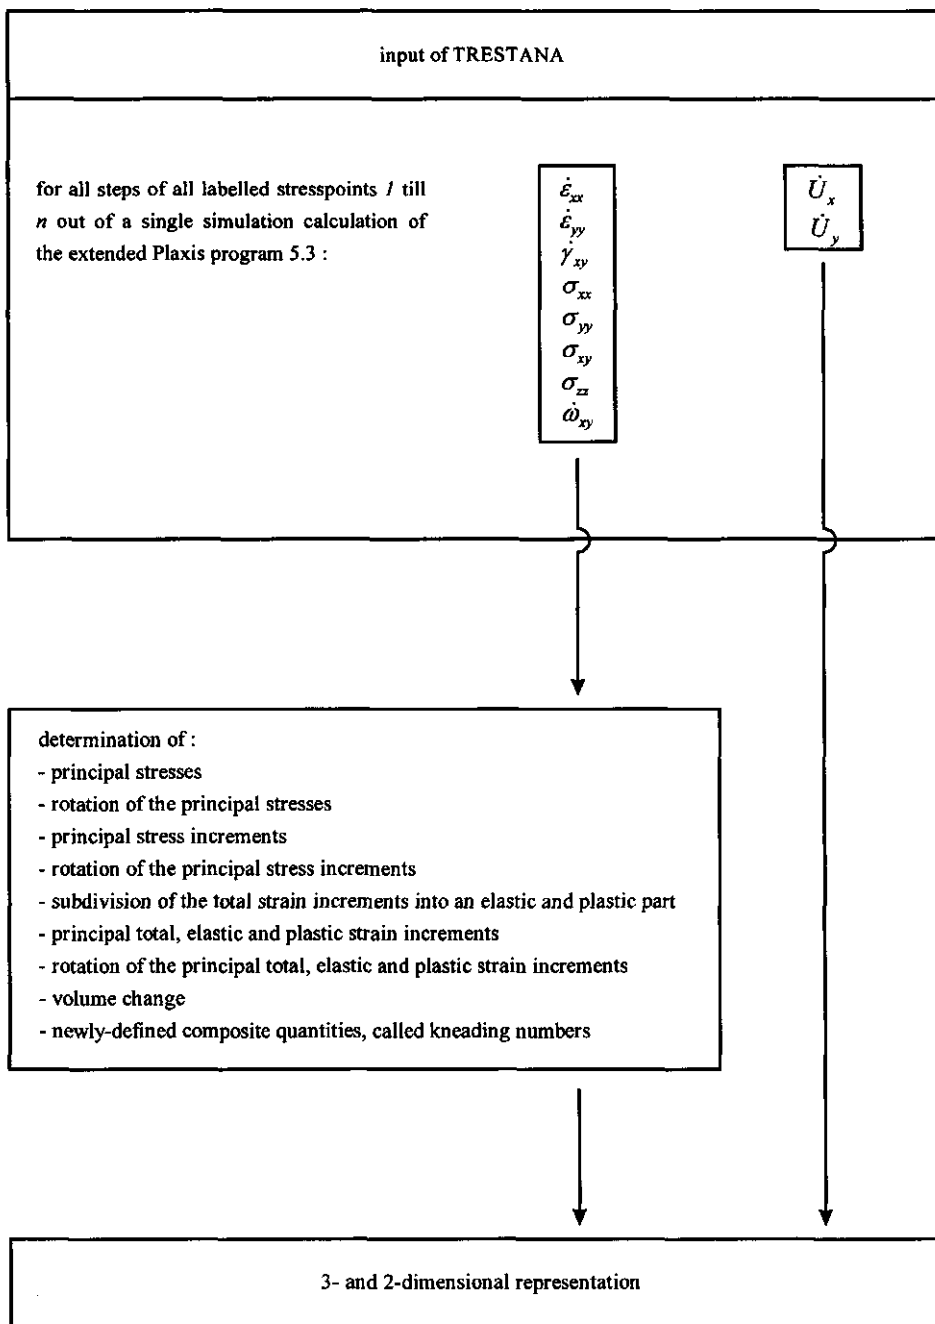 input of TRESTANA
for all steps of all labelled stresspoints 1 till
n out of a single simulation calculation of
the extended Plaxis program 5.3 :
ε̇xx
ε̇yy
γ̇xy
σxx
σyy
σxy
σzz
ω̇xy
U̇x
U̇y
determination of :
- principal stresses
- rotation of the principal stresses
- principal stress increments
- rotation of the principal stress increments
- subdivision of the total strain increments into an elastic and plastic part
- principal total, elastic and plastic strain increments
- rotation of the principal total, elastic and plastic strain increments
- volume change
- newly-defined composite quantities, called kneading numbers
3- and 2-dimensional representation